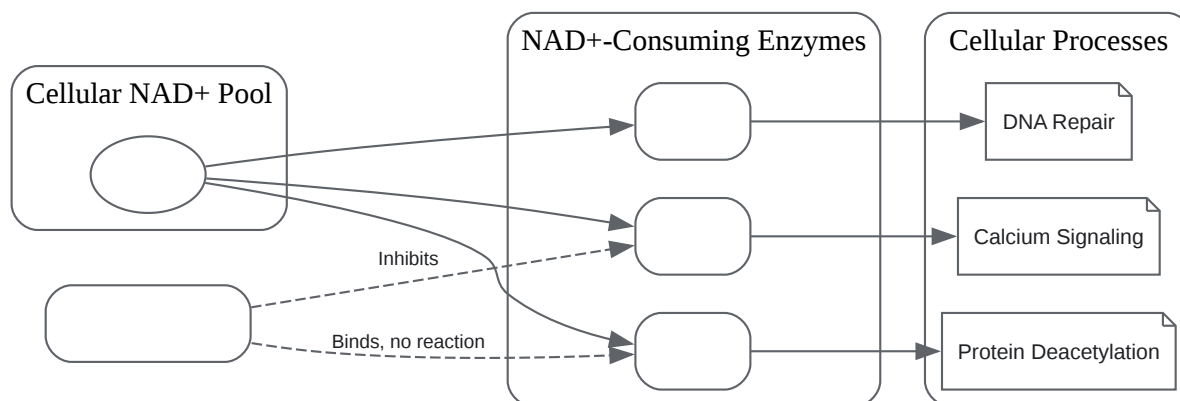 NAD+-Consuming Enzymes
Cellular Processes
Cellular NAD+ Pool
DNA Repair
Calcium Signaling
Inhibits
Binds, no reaction
Protein Deacetylation